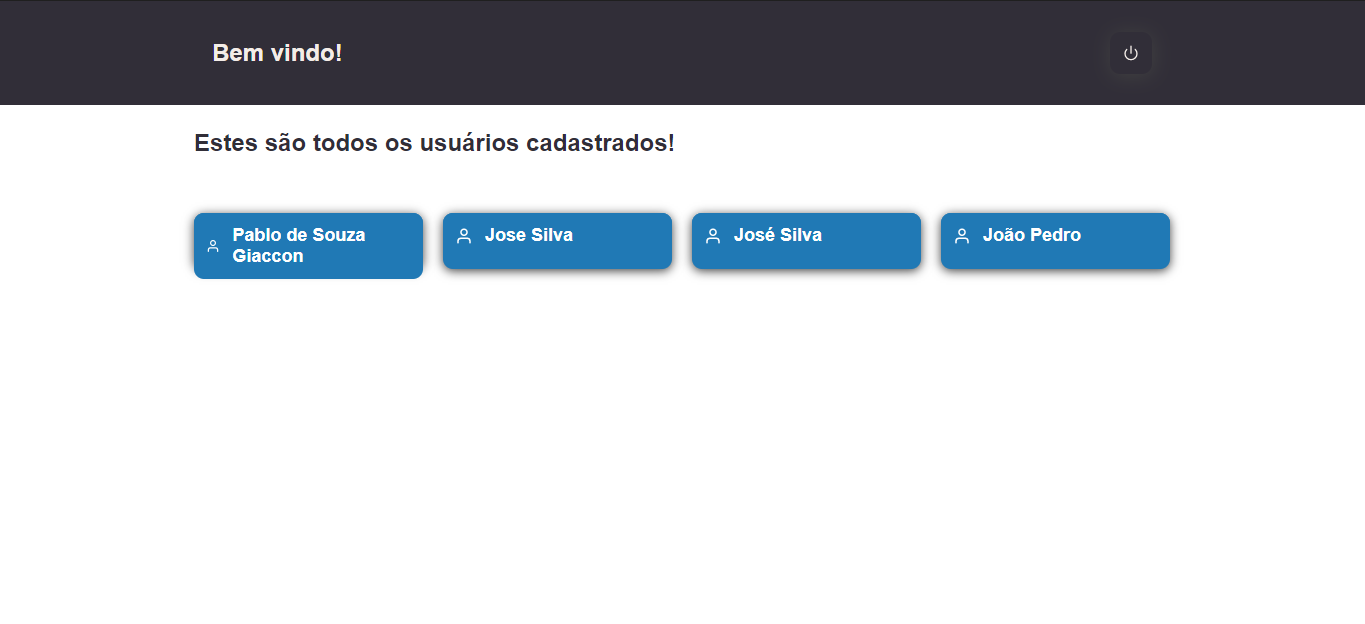 Bem vindo!
Estes são todos os usuários cadastrados!
Pablo de Souza
Giaccon
Jose Silva
José Silva
João Pedro